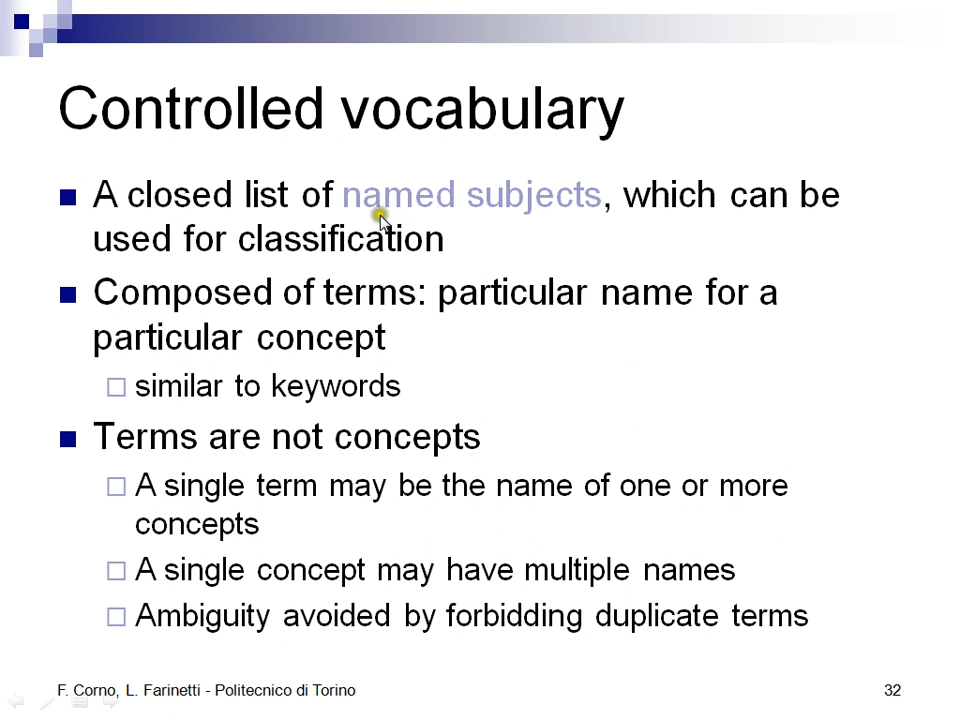 Controlled vocabulary
A closed list of named subjects, which can be
used for classification
Composed of terms: particular name for a
particular concept
similar to keywords
Terms are not concepts
A single term may be the name of one or more
concepts
A single concept may have multiple names
Ambiguity avoided by forbidding duplicate terms
F. Corno, L. Farinetti - Politecnico di Torino
32